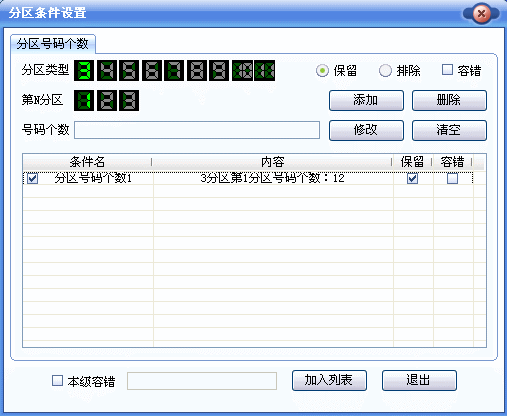 分区条件设置
分区号码个数
分区类型 3 4 5 6 7 8 9 10 11 保留 排除 容错
第N分区 1 2 3 添加 删除
号码个数 修改 清空
条件名 内容 保留 容错
分区号码个数1 3分区第1分区号码个数:12
本级容错 加入列表 退出